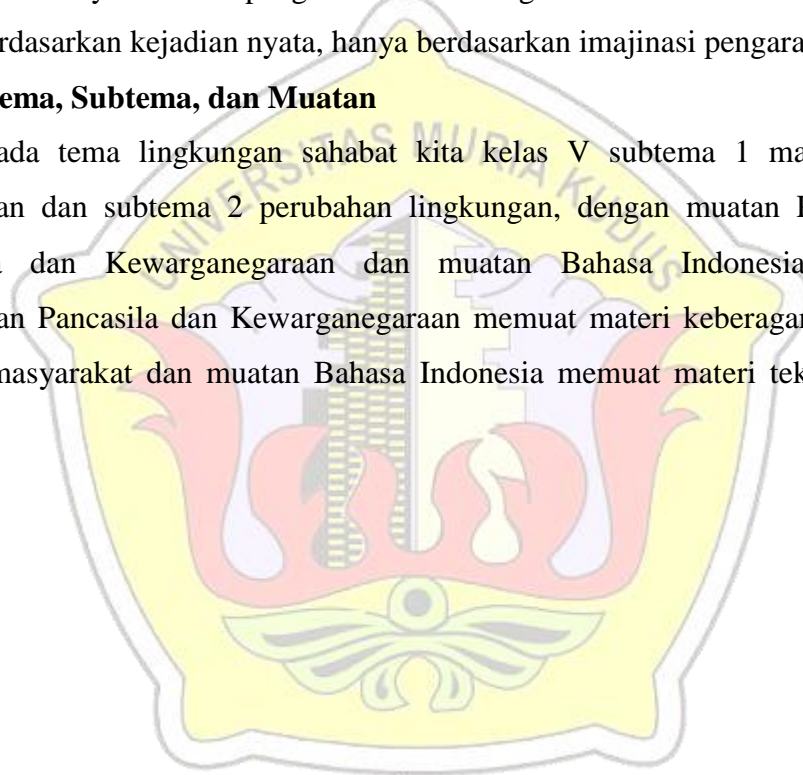 rdasarkan kejadian nyata, hanya berdasarkan imajinasi pengara
ema, Subtema, dan Muatan
ada tema lingkungan sahabat kita kelas V subtema 1 ma
an dan subtema 2 perubahan lingkungan, dengan muatan P
a dan Kewarganegaraan dan muatan Bahasa Indonesia
an Pancasila dan Kewarganegaraan memuat materi keberagar
masyarakat dan muatan Bahasa Indonesia memuat materi tek
UNIVERSITAS MURIA KUDUS